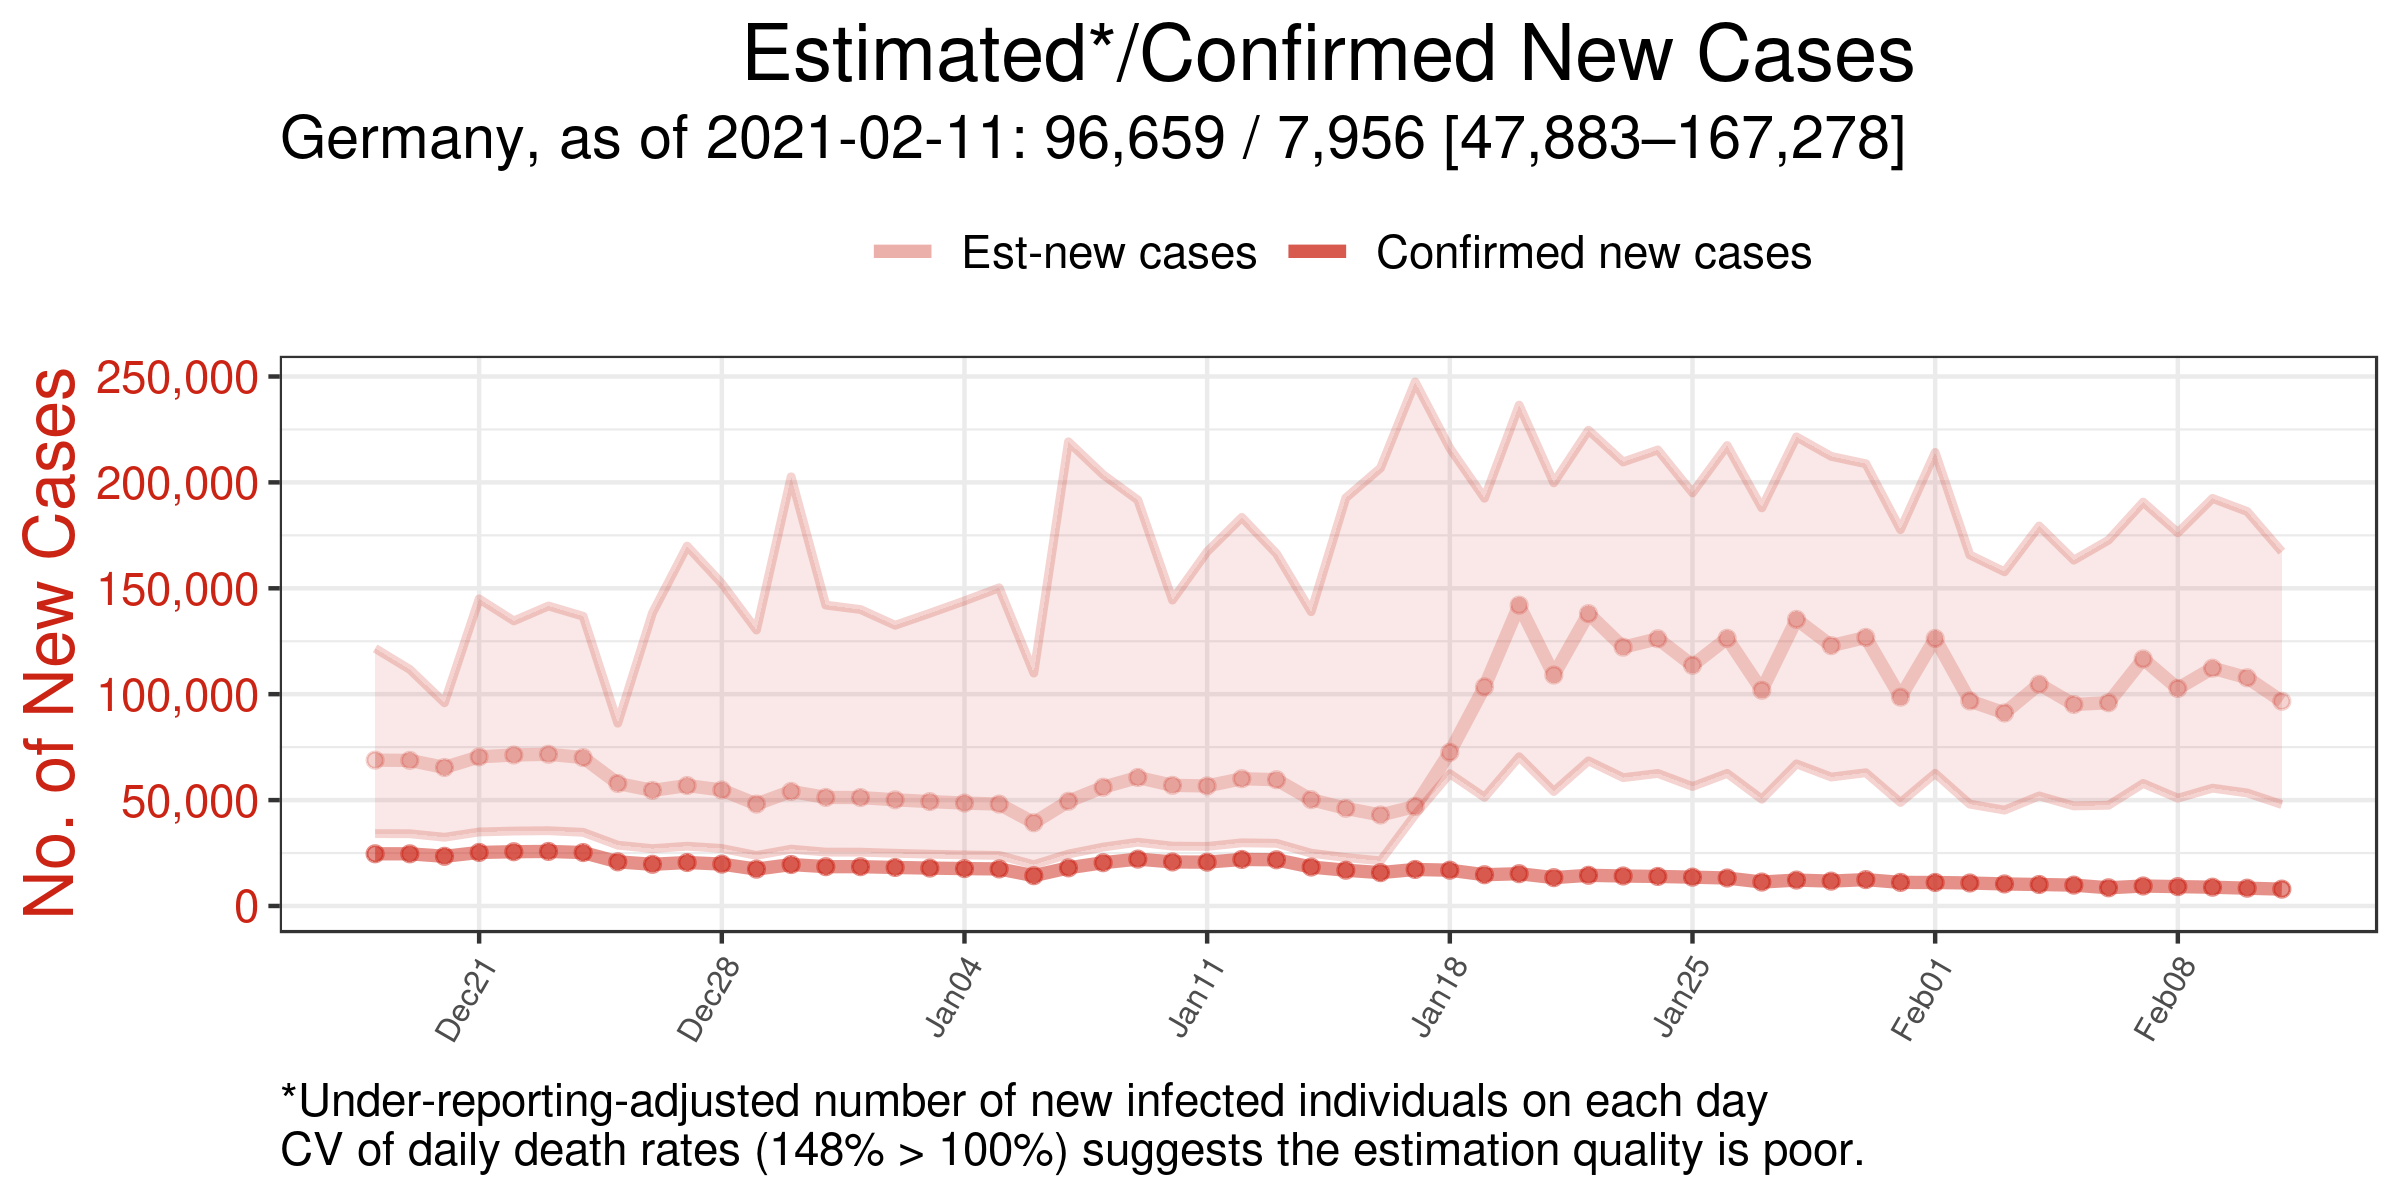 Estimated*/Confirmed New Cases
Germany, as of 2021-02-11: 96,659 / 7,956 [47,883–167,278]
Est-new cases Confirmed new cases
No. of New Cases
250,000
200,000
150,000
100,000
50,000
0
Dec21 Dec28 Jan04 Jan11 Jan18 Jan25 Feb01 Feb08
*Under-reporting-adjusted number of new infected individuals on each day
CV of daily death rates (148% > 100%) suggests the estimation quality is poor.